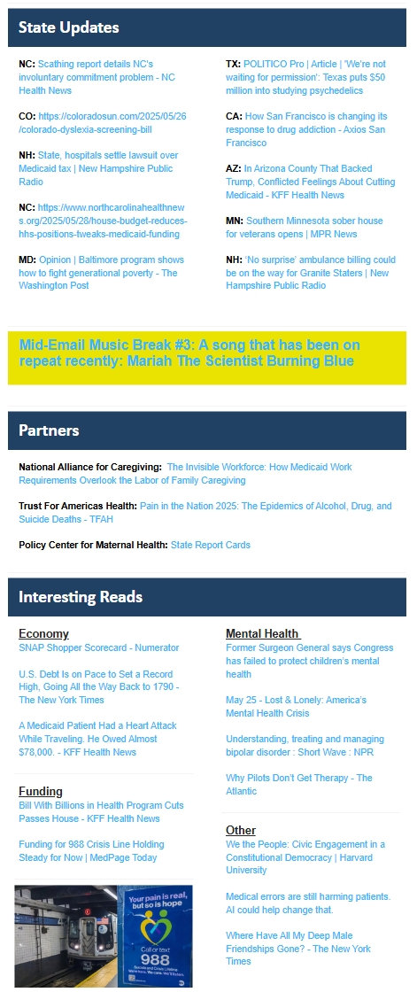 State Updates
NC: Scathing report details NC's
involuntary commitment problem - NC
Health News
CO: https://coloradosun.com/2025/05/26
/colorado-dyslexia-screening-bill
NH: State, hospitals settle lawsuit over
Medicaid tax | New Hampshire Public
Radio
NC: https://www.northcarolinahealthnew
s.org/2025/05/28/house-budget-reduces-
hhs-positions-tweaks-medicaid-funding
MD: Opinion | Baltimore program shows
how to fight generational poverty - The
Washington Post
TX: POLITICO Pro | Article | 'We're not
waiting for permission': Texas puts $50
million into studying psychedelics
CA: How San Francisco is changing its
response to drug addiction - Axios San
Francisco
AZ: In Arizona County That Backed
Trump, Conflicted Feelings About Cutting
Medicaid - KFF Health News
MN: Southern Minnesota sober house
for veterans opens | MPR News
NH: ‘No surprise’ ambulance billing could
be on the way for Granite Staters | New
Hampshire Public Radio
Mid-Email Music Break #3: A song that has been on
repeat recently: Mariah The Scientist Burning Blue
Partners
National Alliance for Caregiving: The Invisible Workforce: How Medicaid Work
Requirements Overlook the Labor of Family Caregiving
Trust For Americas Health: Pain in the Nation 2025: The Epidemics of Alcohol, Drug, and
Suicide Deaths - TFAH
Policy Center for Maternal Health: State Report Cards
Interesting Reads
Economy
SNAP Shopper Scorecard - Numerator
U.S. Debt Is on Pace to Set a Record
High, Going All the Way Back to 1790 -
The New York Times
A Medicaid Patient Had a Heart Attack
While Traveling. He Owed Almost
$78,000. - KFF Health News
Funding
Bill With Billions in Health Program Cuts
Passes House - KFF Health News
Funding for 988 Crisis Line Holding
Steady for Now | MedPage Today
Your pain is real,
but so is hope
Call or text
988
Suicide and Crisis Lifeline
Mental Health
Former Surgeon General says Congress
has failed to protect children’s mental
health
May 25 - Lost & Lonely: America’s
Mental Health Crisis
Understanding, treating and managing
bipolar disorder : Short Wave : NPR
Why Pilots Don’t Get Therapy - The
Atlantic
Other
We the People: Civic Engagement in a
Constitutional Democracy | Harvard
University
Medical errors are still harming patients.
AI could help change that.
Where Have All My Deep Male
Friendships Gone? - The New York
Times